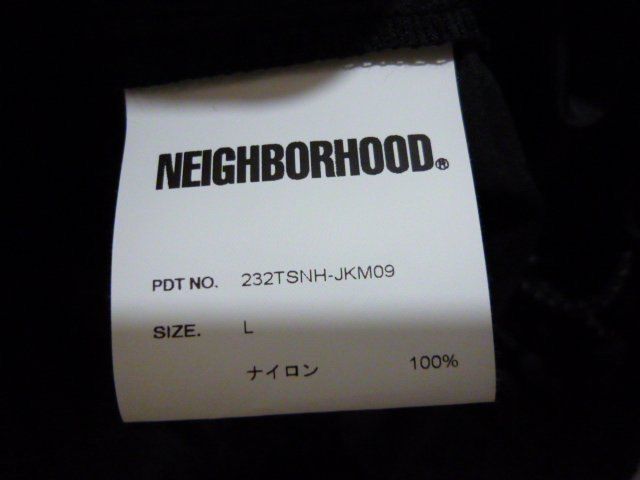 NEIGHBORHOOD®
PDT NO. 232TSNH-JKM09
SIZE. L
ナイロン 100%